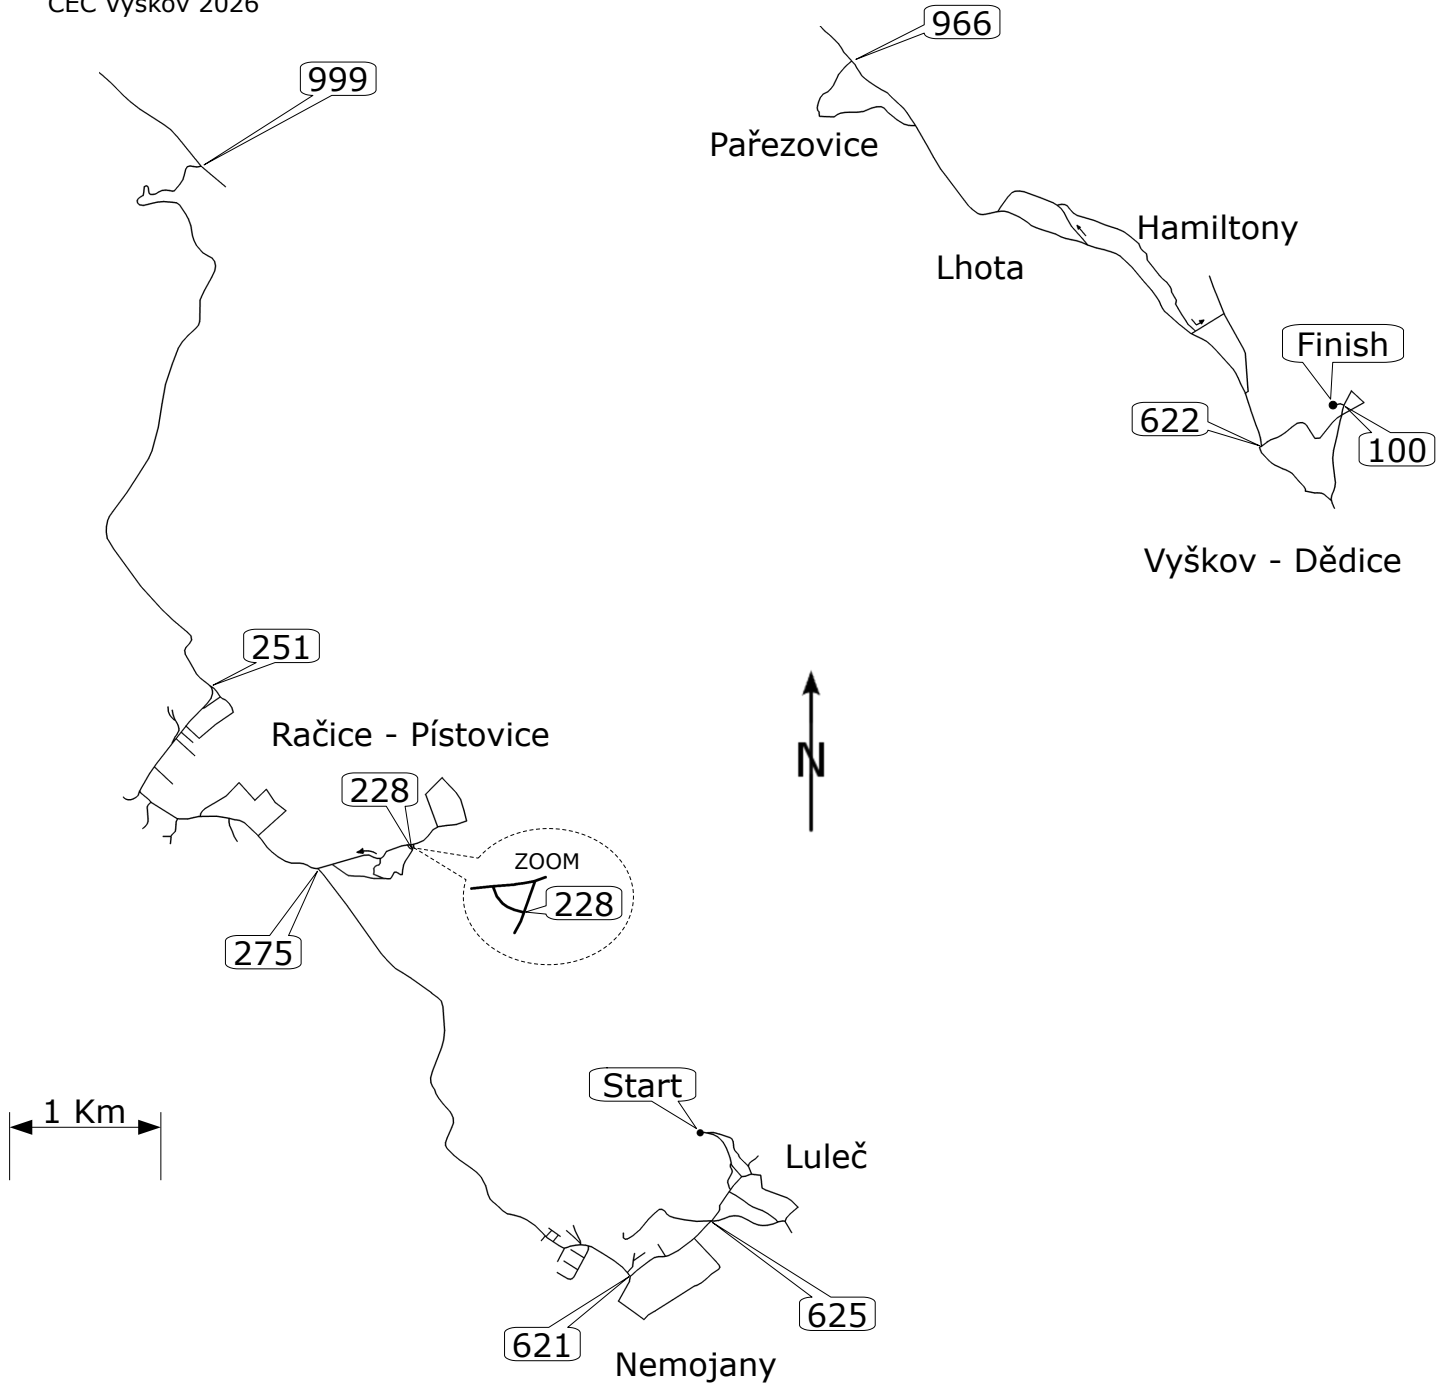 CEC Vyškov 2026
966
999
Pařezovice
Hamiltony
Lhota
Finish
622
100
Vyškov - Dědice
251
Račice - Pístovice
N
228
ZOOM
228
275
Start
1 Km
Luleč
625
621
Nemojany